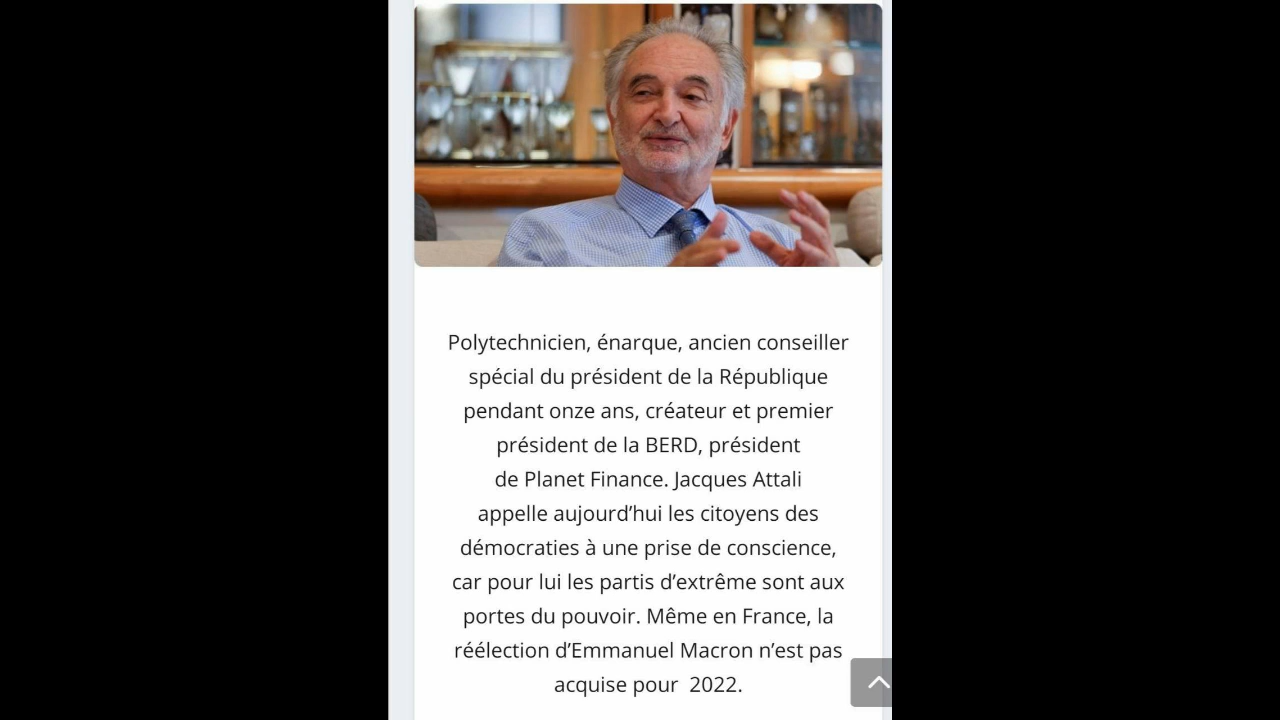 Polytechnicien, énarque, ancien conseiller
spécial du président de la République
pendant onze ans, créateur et premier
président de la BERD, président
de Planet Finance. Jacques Attali
appelle aujourd’hui les citoyens des
démocraties à une prise de conscience,
car pour lui les partis d’extrême sont aux
portes du pouvoir. Même en France, la
réélection d’Emmanuel Macron n’est pas
acquise pour  2022.